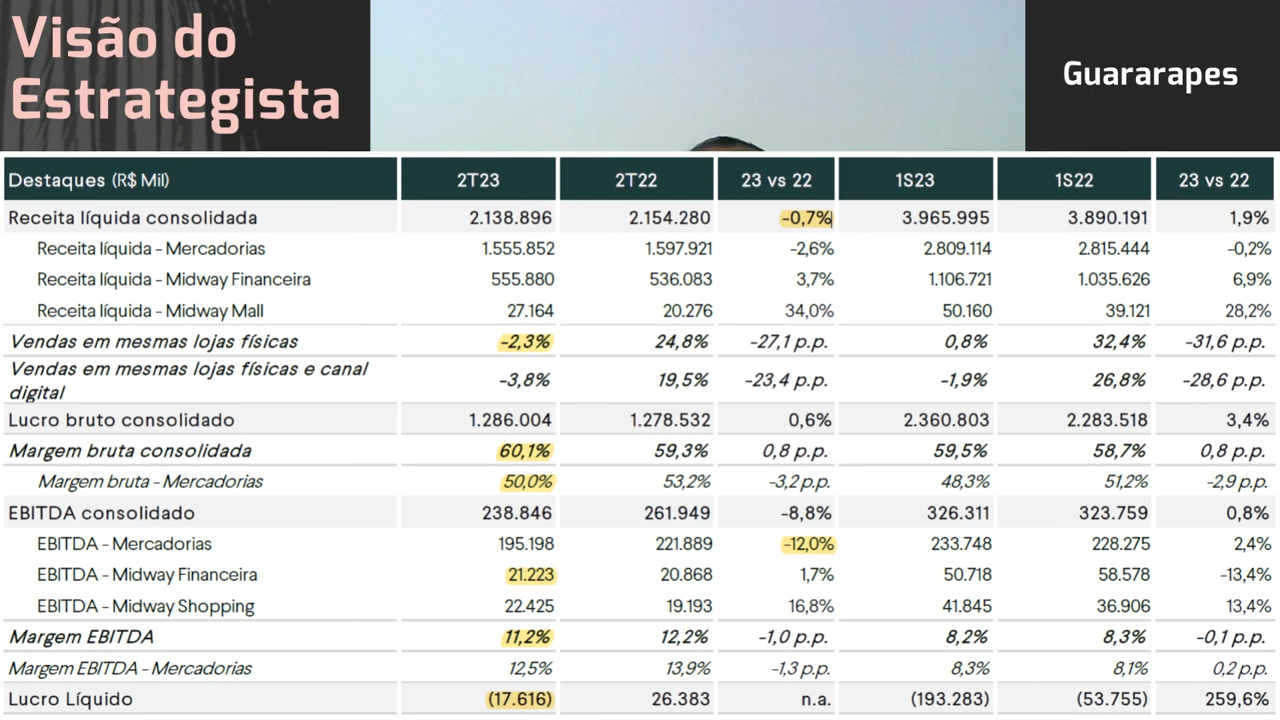 Visão do
Estrategista
Guararapes
Destaques (R$ Mil) 2T23 2T22 23 vs 22 1S23 1S22 23 vs 22
Receita líquida consolidada 2.138.896 2.154.280 -0,7% 3.965.995 3.890.191 1,9%
Receita líquida - Mercadorias 1.555.852 1.597.921 -2,6% 2.809.114 2.815.444 -0,2%
Receita líquida - Midway Financeira 555.880 536.083 3,7% 1.106.721 1.035.626 6,9%
Receita líquida - Midway Mall 27.164 20.276 34,0% 50.160 39.121 28,2%
Vendas em mesmas lojas físicas -2,3% 24,8% -27,1 p.p. 0,8% 32,4% -31,6 p.p.
Vendas em mesmas lojas físicas e canal
digital -3,8% 19,5% -23,4 p.p. -1,9% 26,8% -28,6 p.p.
Lucro bruto consolidado 1.286.004 1.278.532 0,6% 2.360.803 2.283.518 3,4%
Margem bruta consolidada 60,1% 59,3% 0,8 p.p. 59,5% 58,7% 0,8 p.p.
Margem bruta - Mercadorias 50,0% 53,2% -3,2 p.p. 48,3% 51,2% -2,9 p.p.
EBITDA consolidado 238.846 261.949 -8,8% 326.311 323.759 0,8%
EBITDA - Mercadorias 195.198 221.889 -12,0% 233.748 228.275 2,4%
EBITDA - Midway Financeira 21.223 20.868 1,7% 50.718 58.578 -13,4%
EBITDA - Midway Shopping 22.425 19.193 16,8% 41.845 36.906 13,4%
Margem EBITDA 11,2% 12,2% -1,0 p.p. 8,2% 8,3% -0,1 p.p.
Margem EBITDA - Mercadorias 12,5% 13,9% -1,3 p.p. 8,3% 8,1% 0,2 p.p.
Lucro Líquido (17.616) 26.383 n.a. (193.283) (53.755) 259,6%